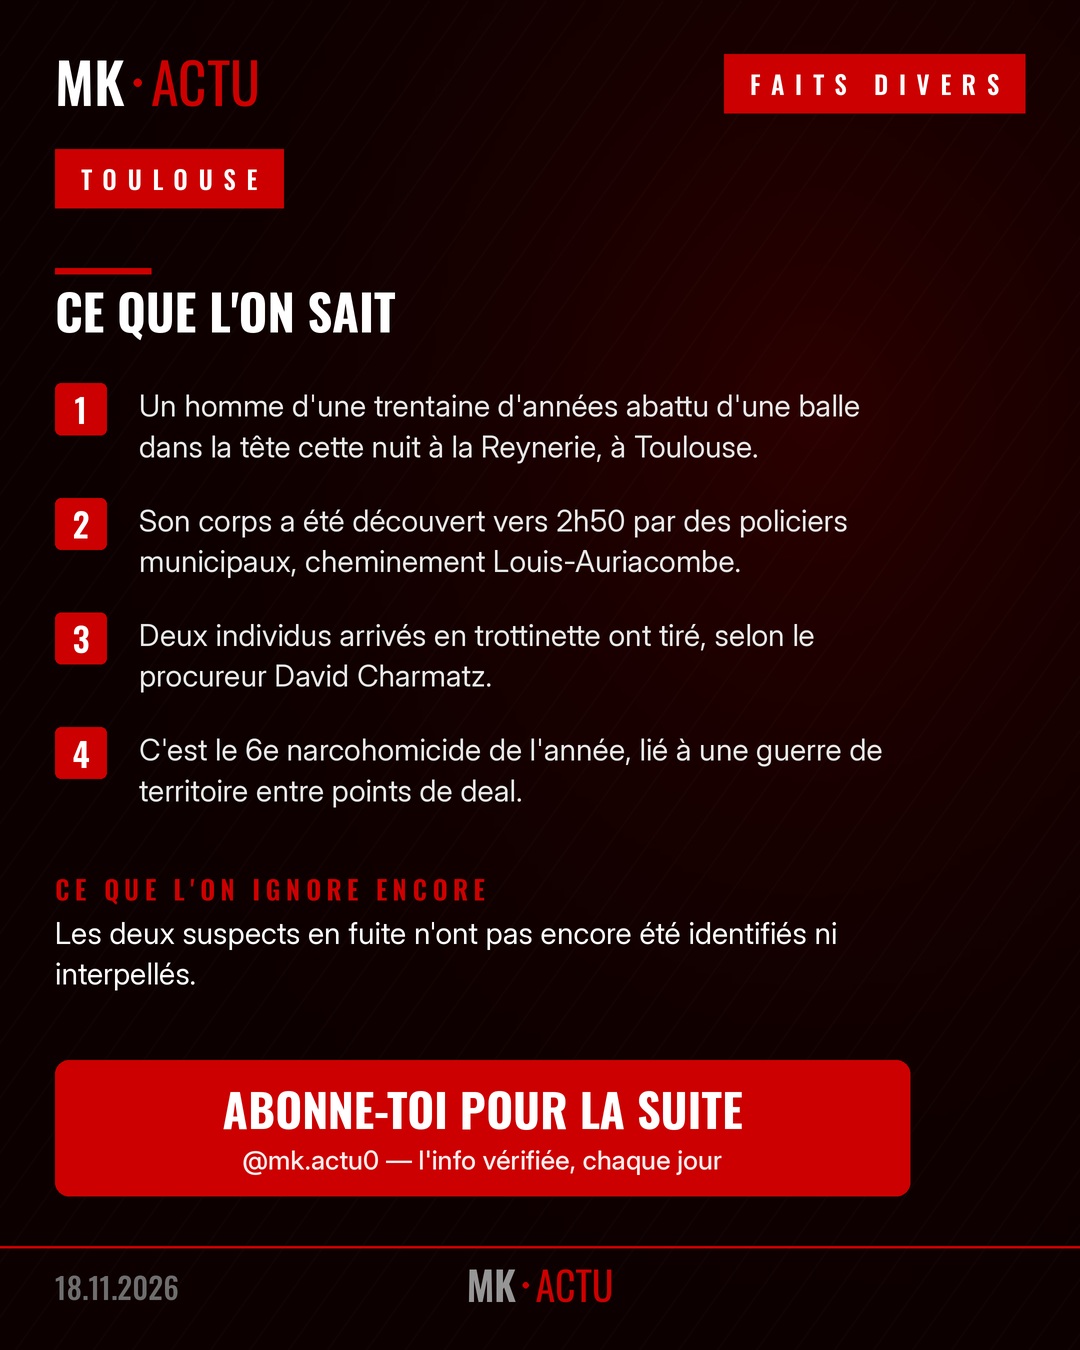 MK·ACTU
FAITS DIVERS
TOULOUSE
CE QUE L'ON SAIT
1
Un homme d'une trentaine d'années abattu d'une balle
dans la tête cette nuit à la Reynerie, à Toulouse.
2
Son corps a été découvert vers 2h50 par des policiers
municipaux, cheminement Louis-Auriacombe.
3
Deux individus arrivés en trottinette ont tiré, selon le
procureur David Charmatz.
4
C'est le 6e narcohomicide de l'année, lié à une guerre de
territoire entre points de deal.
CE QUE L'ON IGNORE ENCORE
Les deux suspects en fuite n'ont pas encore été identifiés ni
interpellés.
ABONNE-TOI POUR LA SUITE
@mk.actu0 — l'info vérifiée, chaque jour
18.11.2026
MK·ACTU